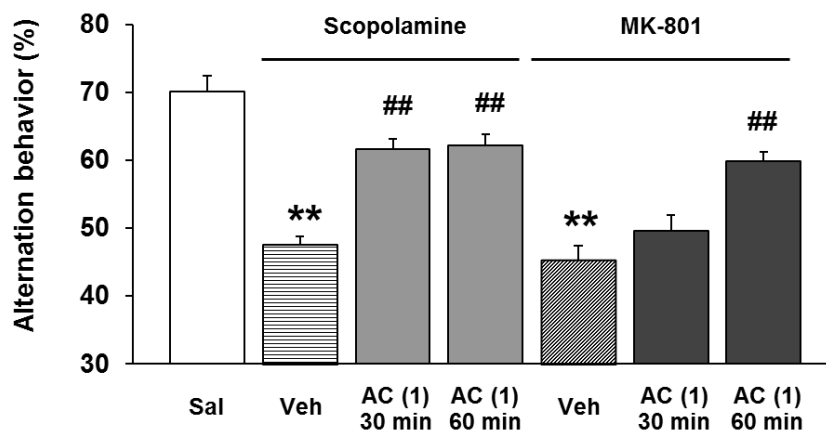 Alternation behavior (%)
80
70
60
50
40
30
Scopolamine
MK-801
**
##
##
**
##
Sal
Veh
AC (1)
30 min
AC (1)
60 min
Veh
AC (1)
30 min
AC (1)
60 min